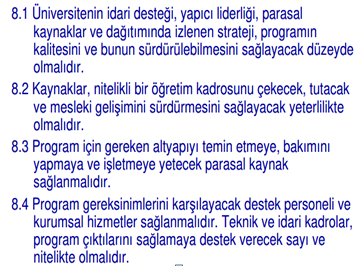 8.1 Üniversitenin idari desteği, yapıcı liderliği, parasal
kaynaklar ve dağıtımında izlenen strateji, programın
kalitesini ve bunun sürdürülebilmesini sağlayacak düzeyde
olmalıdır.
8.2 Kaynaklar, nitelikli bir öğretim kadrosunu çekecek, tutacak
ve mesleki gelişimini sürdürmesini sağlayacak yeterlilikte
olmalıdır.
8.3 Program için gereken altyapıyı temin etmeye, bakımını
yapmaya ve işletmeye yetecek parasal kaynak
sağlanmalıdır.
8.4 Program gereksinimlerini karşılayacak destek personeli ve
kurumsal hizmetler sağlanmalıdır. Teknik ve idari kadrolar,
program çıktılarını sağlamaya destek verecek sayı ve
nitelikte olmalıdır.